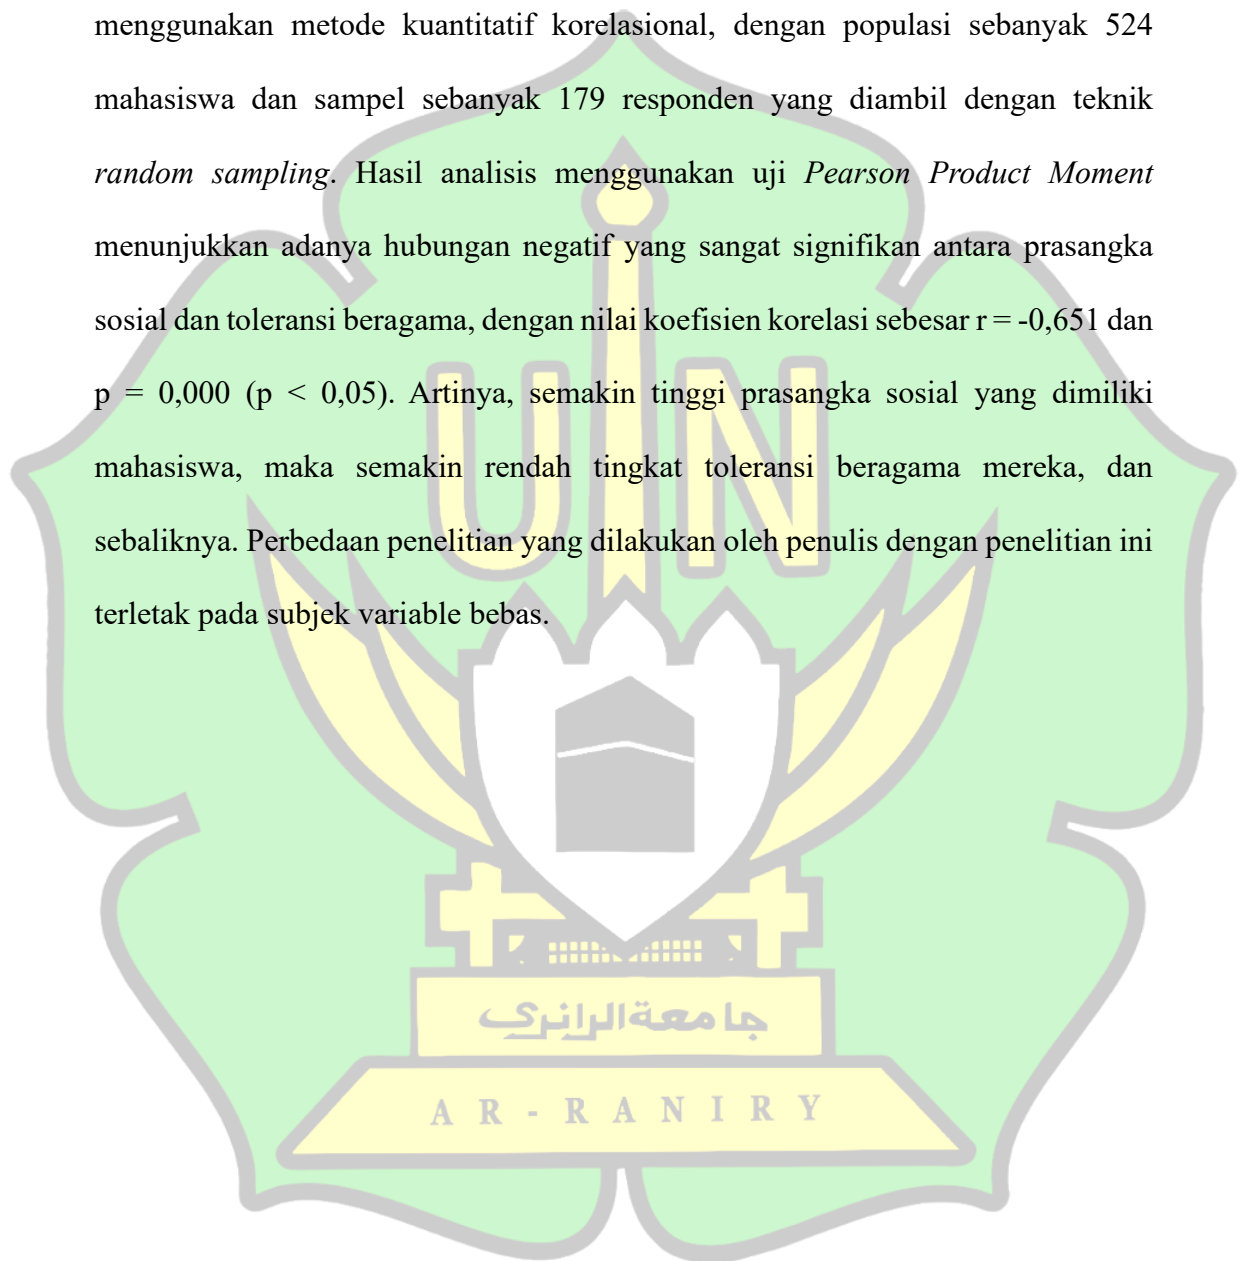 menggunakan metode kuantitatif korelasional, dengan populasi sebanyak 524
mahasiswa dan sampel sebanyak 179 responden yang diambil dengan teknik
random sampling. Hasil analisis menggunakan uji Pearson Product Moment
menunjukkan adanya hubungan negatif yang sangat signifikan antara prasangka
sosial dan toleransi beragama, dengan nilai koefisien korelasi sebesar r = -0,651 dan
p = 0,000 (p < 0,05). Artinya, semakin tinggi prasangka sosial yang dimiliki
mahasiswa, maka semakin rendah tingkat toleransi beragama mereka, dan
sebaliknya. Perbedaan penelitian yang dilakukan oleh penulis dengan penelitian ini
terletak pada subjek variable bebas.
UIN
جامعة الرانري
AR-RANIRY